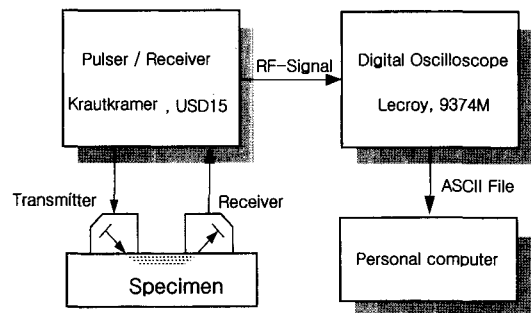 Pulser / Receiver
Krautkramer , USD15
RF-Signal
Digital Oscilloscope
Lecroy, 9374M
Transmitter
Receiver
ASCII File
Specimen
Personal computer